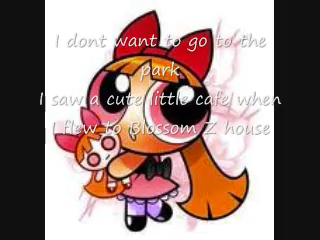 I dont want to go to the
park
I saw a cute little cafe when
I flew to Blossom Z house